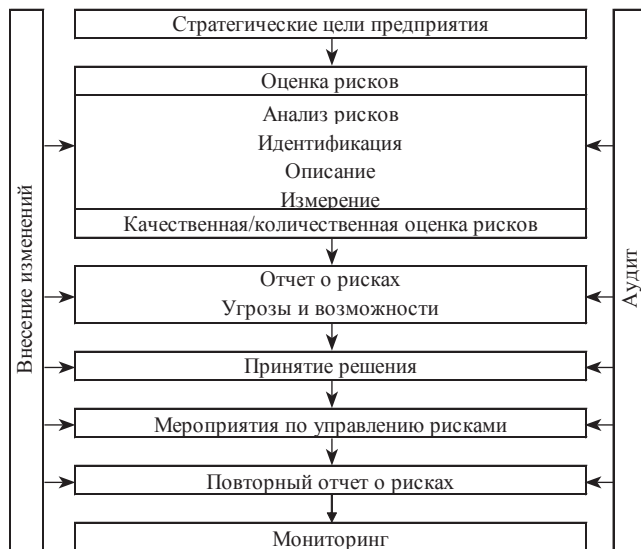 Стратегические цели предприятия
Оценка рисков
Анализ рисков
Идентификация
Описание
Измерение
Качественная/количественная оценка рисков
Отчет о рисках
Угрозы и возможности
Принятие решения
Мероприятия по управлению рисками
Повторный отчет о рисках
Мониторинг
Внесение изменений
Аудит